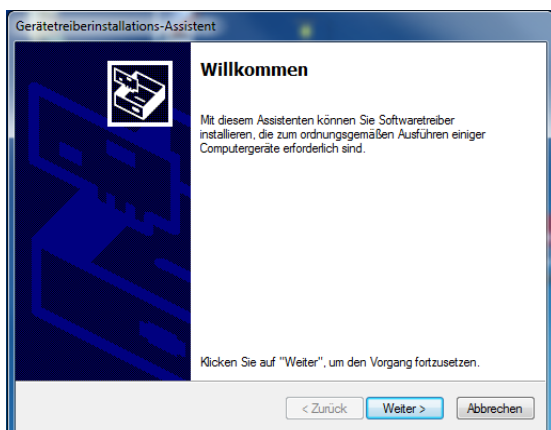 Gerätetreiberinstallations-Assistent
Willkommen
Mit diesem Assistenten können Sie Softwaretreiber
installieren, die zum ordnungsgemäßen Ausführen einiger
Computergeräte erforderlich sind.
Klicken Sie auf "Weiter", um den Vorgang fortzusetzen.
< Zurück Weiter > Abbrechen